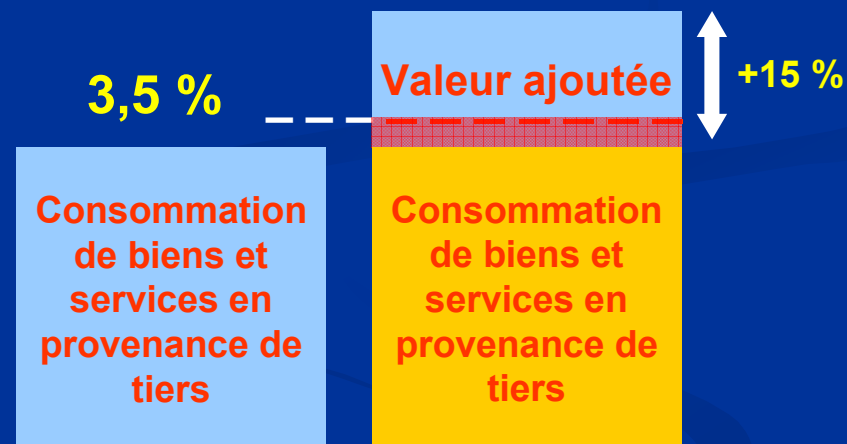 3,5 %
Valeur ajoutée
+15 %
Consommation
de biens et
services en
provenance de
tiers
Consommation
de biens et
services en
provenance de
tiers